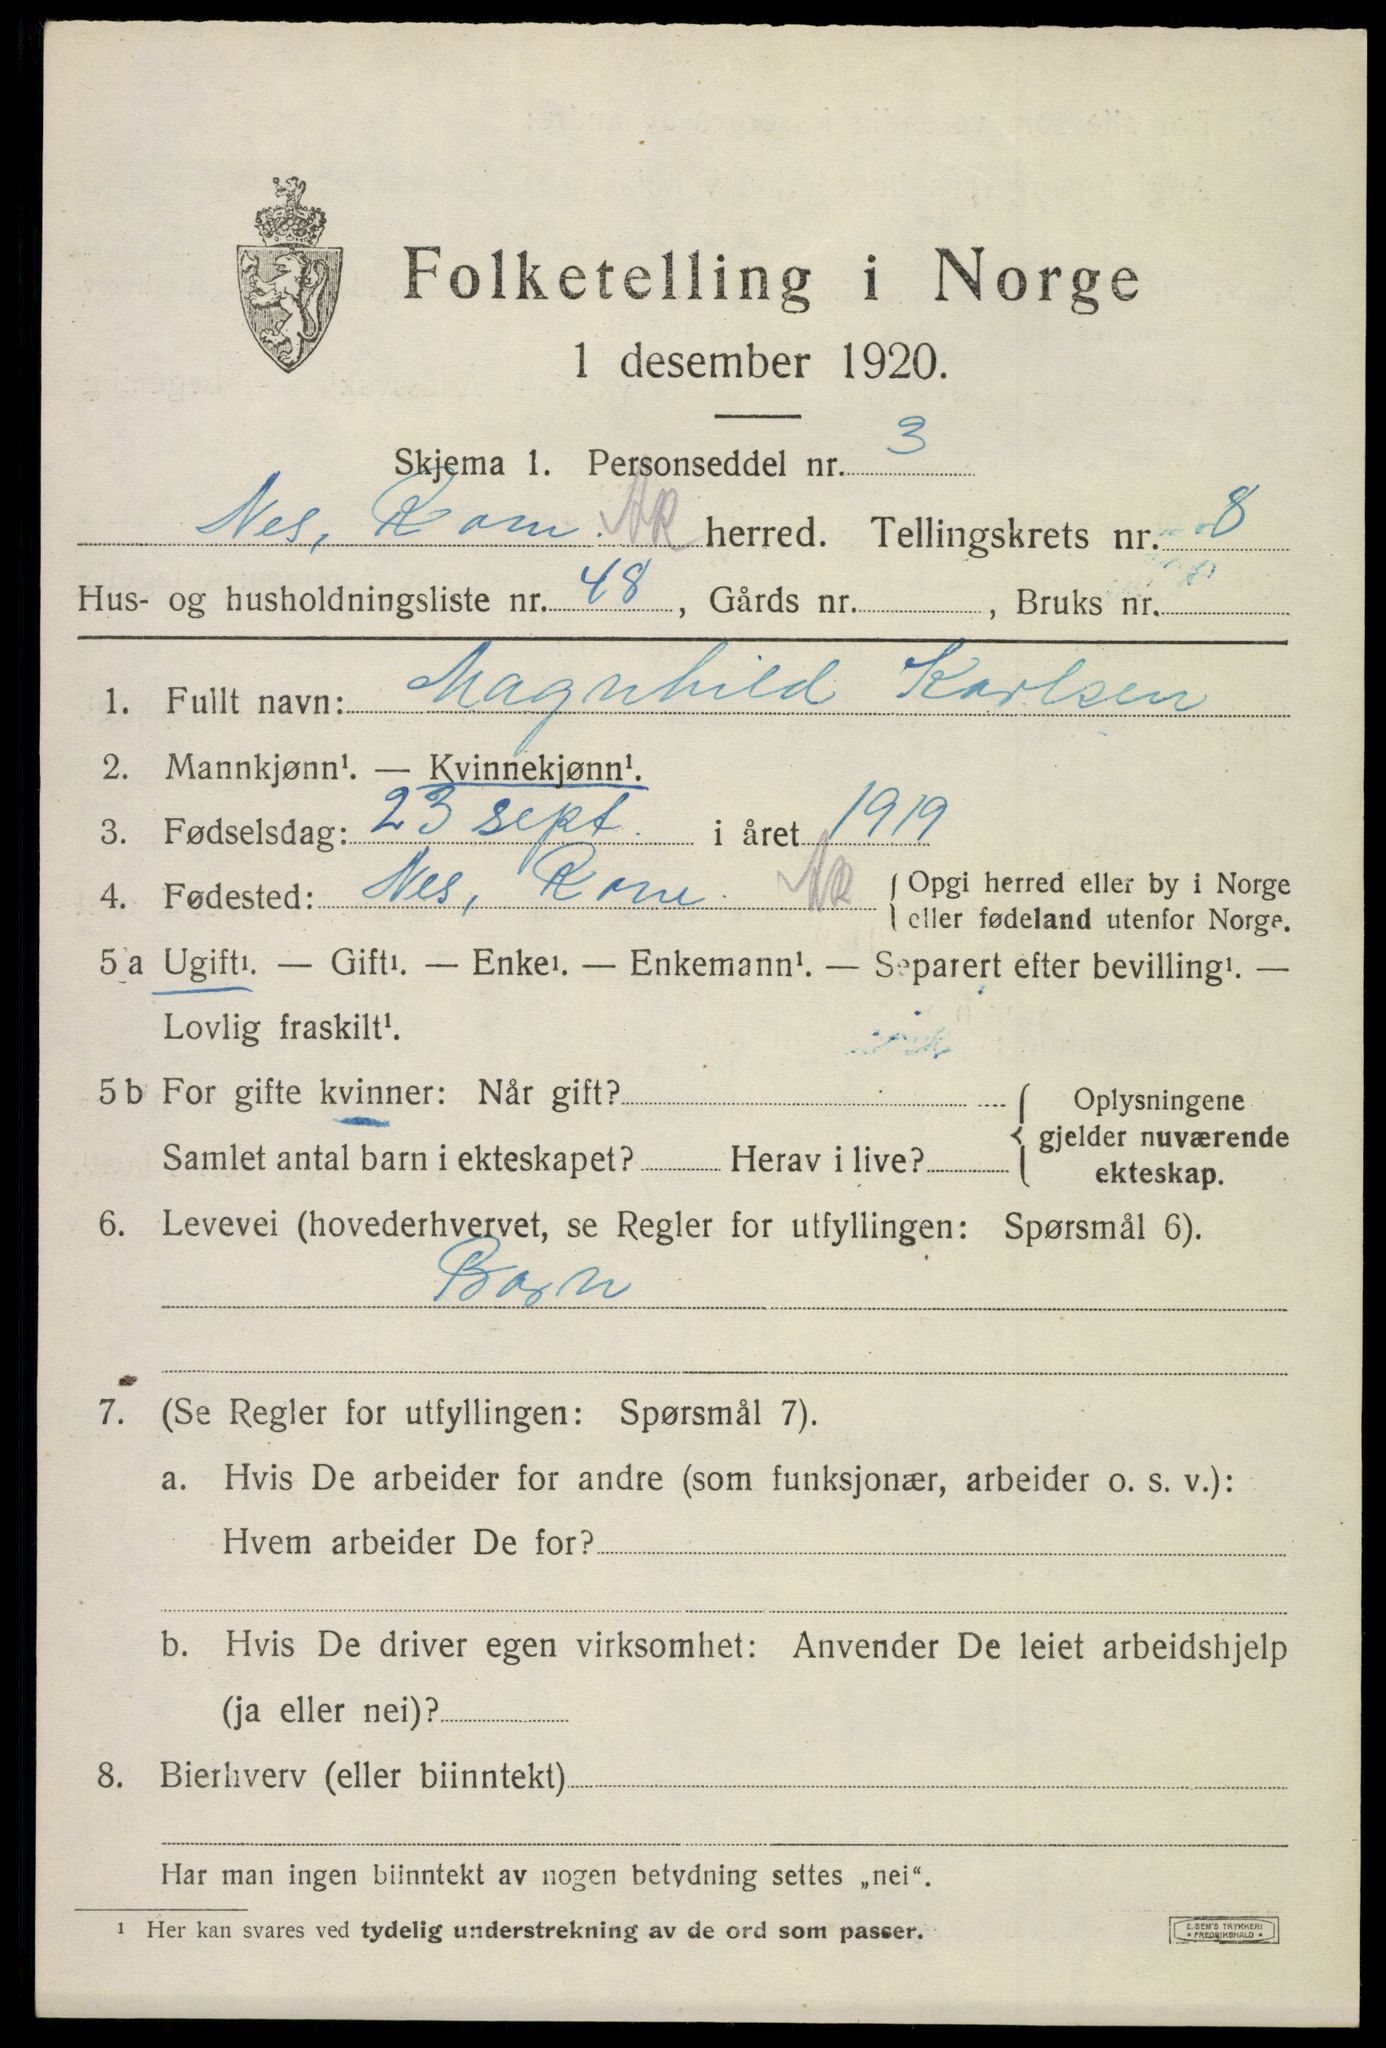 Folketelling i Norge
1 desember 1920.
Skjema 1. Personseddel nr. 3
Nes, Rom. AK herred. Tellingskrets nr. 8
Hus- og husholdningsliste nr. 48, Gårds nr. , Bruks nr.
1. Fullt navn: Magnhild Karlsen
2. Mannkjønn¹. — Kvinnekjønn¹.
3. Fødselsdag: 23 sept. i året 1919
4. Fødested: Nes, Rom. AK { Opgi herred eller by i Norge
eller fødeland utenfor Norge.
5 a Ugift¹. — Gift¹. — Enke¹. — Enkemann¹. — Separert efter bevilling¹. —
Lovlig fraskilt¹.
5 b For gifte kvinner: Når gift? { Oplysningene
gjelder nuværende
Samlet antal barn i ekteskapet? Herav i live? ekteskap.
6. Levevei (hovederhvervet, se Regler for utfyllingen: Spørsmål 6).
Barn
7. (Se Regler for utfyllingen: Spørsmål 7).
a. Hvis De arbeider for andre (som funksjonær, arbeider o. s. v.):
Hvem arbeider De for?
b. Hvis De driver egen virksomhet: Anvender De leiet arbeidshjelp
(ja eller nei)?
8. Bierhverv (eller biinntekt)
Har man ingen biinntekt av nogen betydning settes „nei“.
¹ Her kan svares ved tydelig understrekning av de ord som passer.
E. SEM'S TRYKKERI
• FREDRIKSHALD •